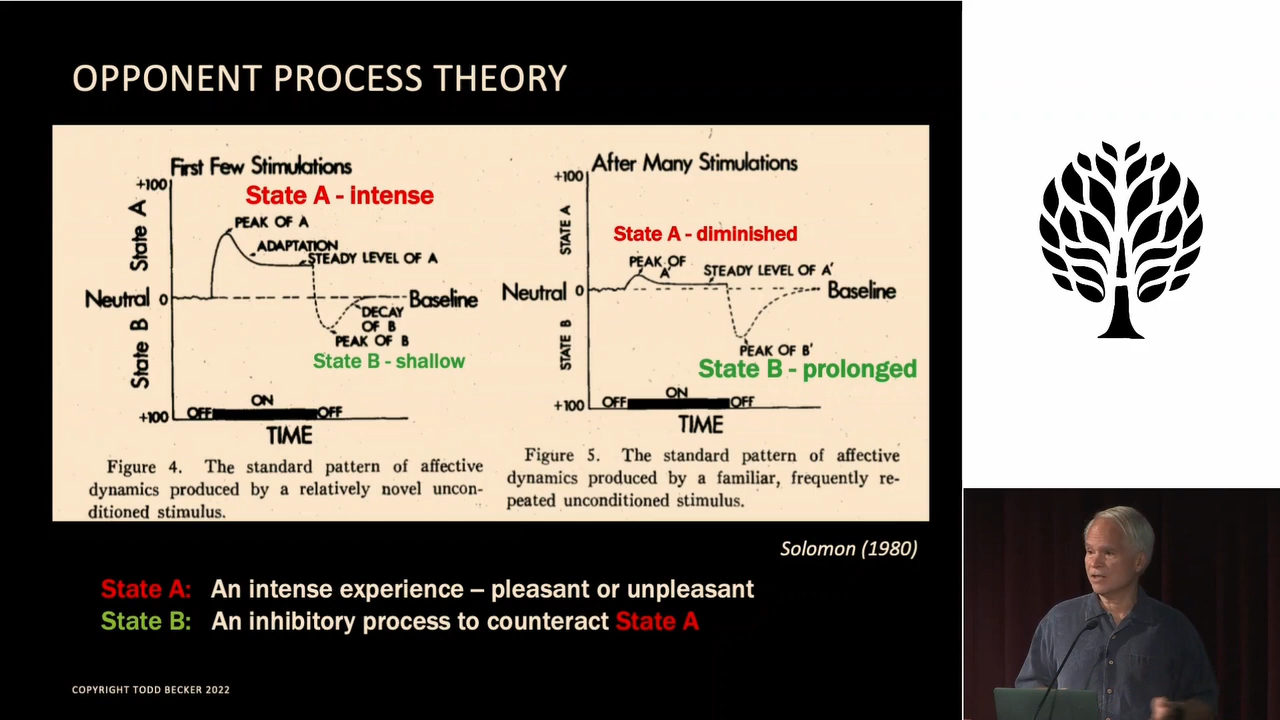 OPPONENT PROCESS THEORY
First Few Stimulations
+100
State A - intense
State A
PEAK OF A
ADAPTATION
STEADY LEVEL OF A
Neutral 0
Baseline
DECAY
OF B
PEAK OF B
State B
State B - shallow
ON
+100
OFF
OFF
TIME
Figure 4. The standard pattern of affective
dynamics produced by a relatively novel uncon-
ditioned stimulus.
After Many Stimulations
+100
STATE A
State A - diminished
PEAK OF
A'
STEADY LEVEL OF A'
Neutral 0
Baseline
STATE B
PEAK OF B'
State B - prolonged
ON
+100
OFF
OFF
TIME
Figure 5. The standard pattern of affective
dynamics produced by a familiar, frequently re-
peated unconditioned stimulus.
Solomon (1980)
State A: An intense experience – pleasant or unpleasant
State B: An inhibitory process to counteract State A
COPYRIGHT TODD BECKER 2022